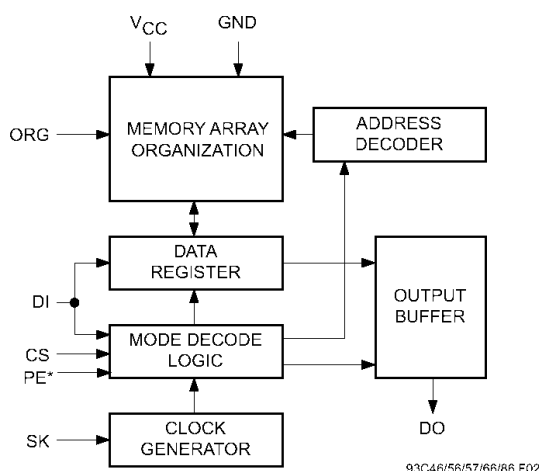 VCC GND
ORG
MEMORY ARRAY
ORGANIZATION
ADDRESS
DECODER
DATA
REGISTER
DI
OUTPUT
BUFFER
MODE DECODE
LOGIC
CS
PE*
CLOCK
GENERATOR
SK
DO
93C46/56/57/66/86 F02